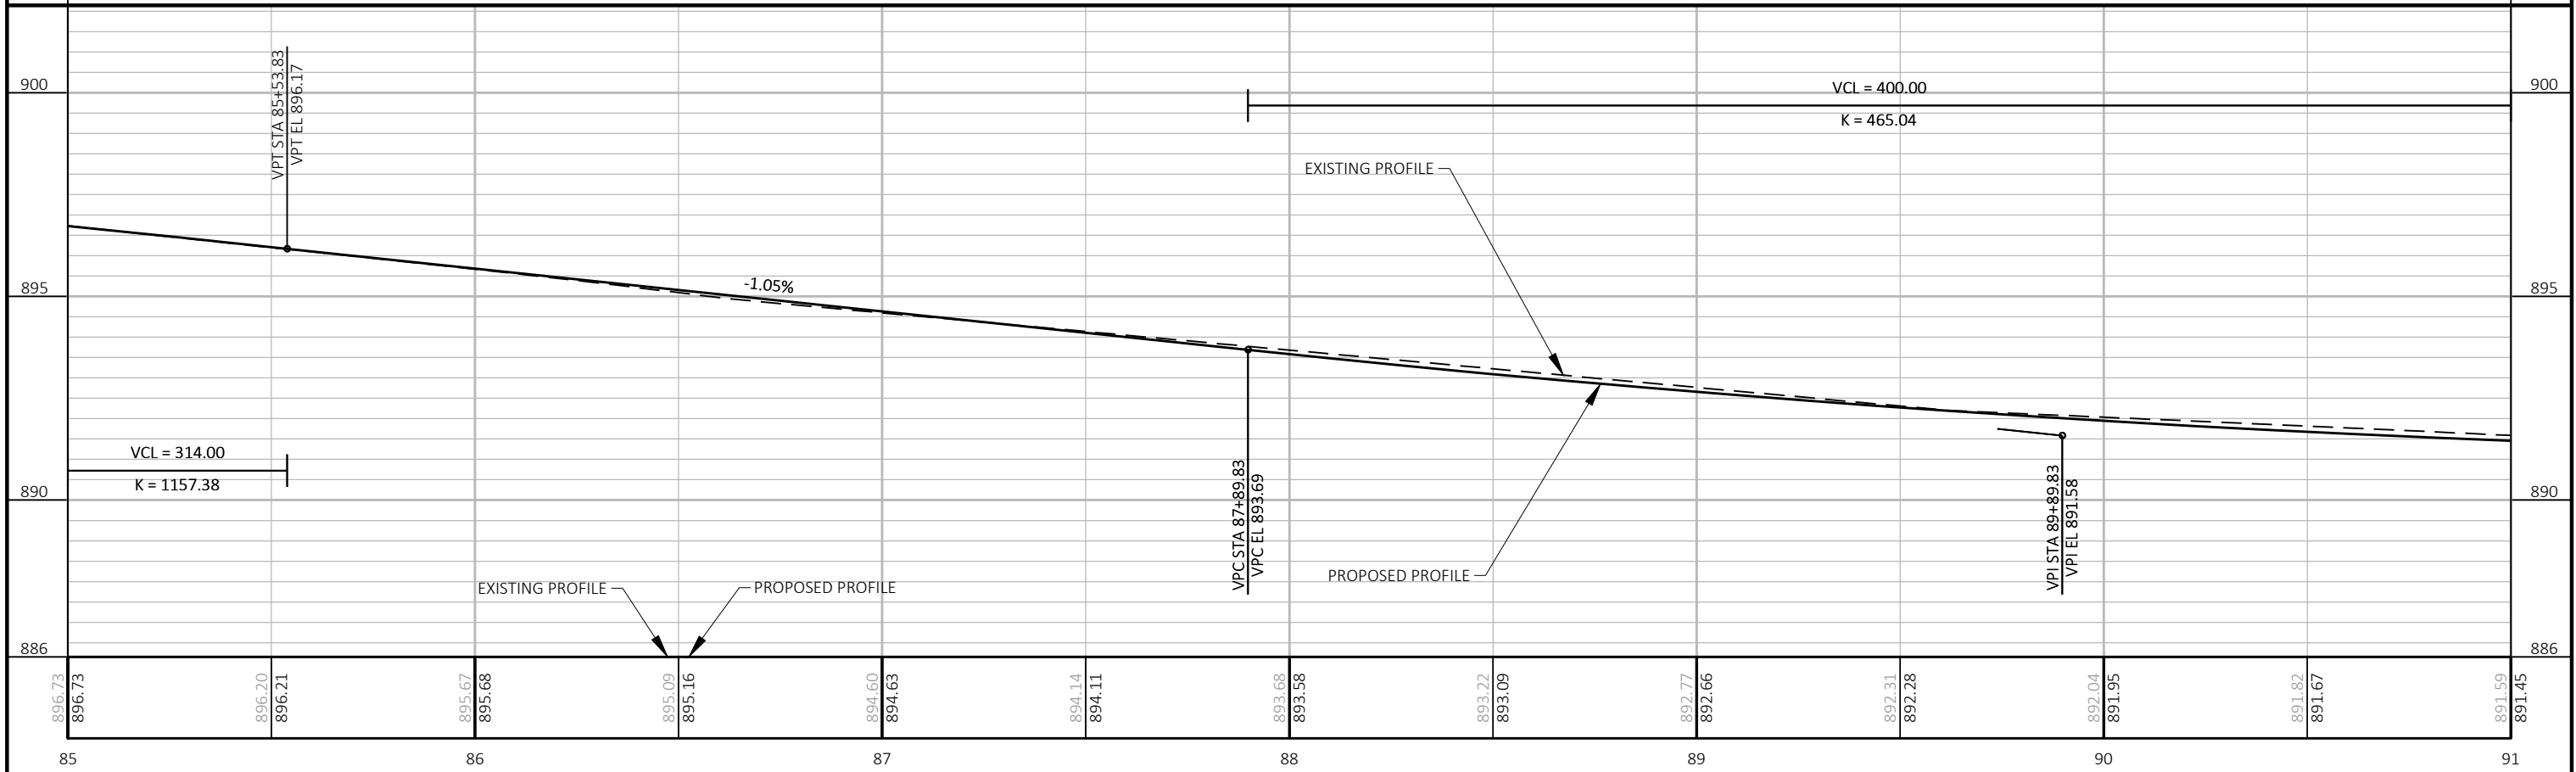 VPT STA 85+53.83
VPT EL 896.17
900
VCL = 400.00
900
K = 465.04
EXISTING PROFILE
-1.05%
895
895
VCL = 314.00
K = 1157.38
890
890
VPC STA 87+89.83
VPC EL 893.69
VPI STA 89+89.83
VPI EL 891.58
PROPOSED PROFILE
EXISTING PROFILE
PROPOSED PROFILE
886
886
896.73
896.73
896.20
896.21
895.67
895.68
895.09
895.16
894.60
894.63
894.14
894.11
893.68
893.58
893.22
893.09
892.77
892.66
892.31
892.28
892.04
891.95
891.82
891.67
891.59
891.45
85 86 87 88 89 90 91